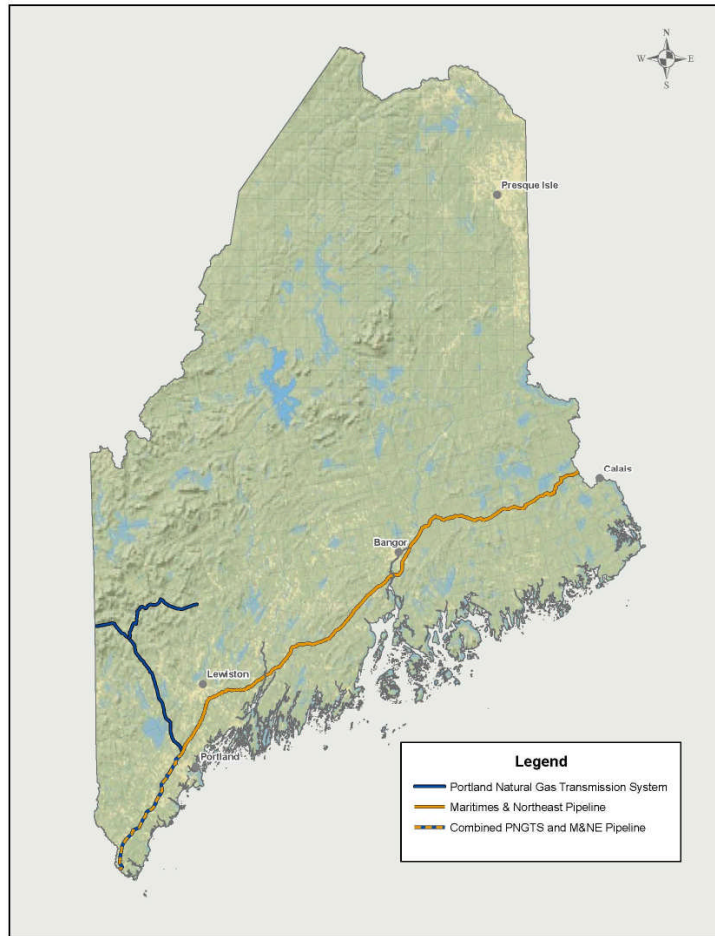 N
W E
S
Presque Isle
Calais
Bangor
Lewiston
Portland
Legend
Portland Natural Gas Transmission System
Maritimes & Northeast Pipeline
Combined PNGTS and M&NE Pipeline